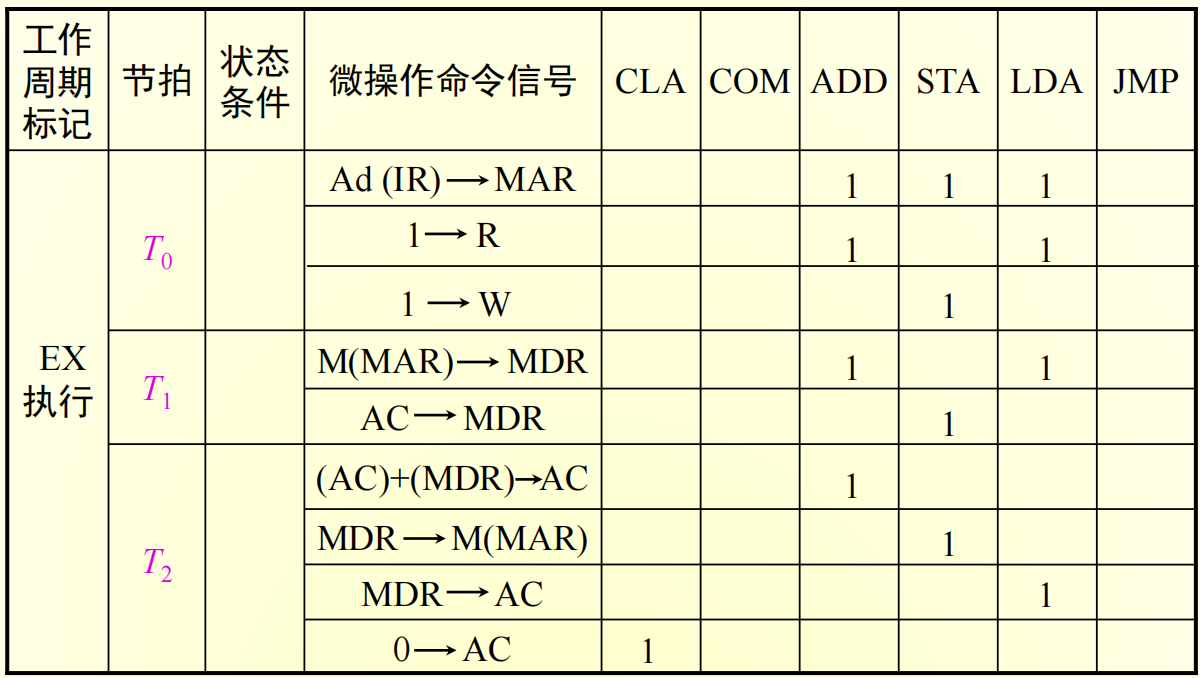 工作周期标记 节拍 状态条件 微操作命令信号 CLA COM ADD STA LDA JMP
EX 执行
T0
Ad (IR) → MAR 1 1 1
1 → R 1 1
1 → W 1
T1
M(MAR) → MDR 1 1
AC → MDR 1
T2
(AC)+(MDR)→AC 1
MDR → M(MAR) 1
MDR → AC 1
0 → AC 1